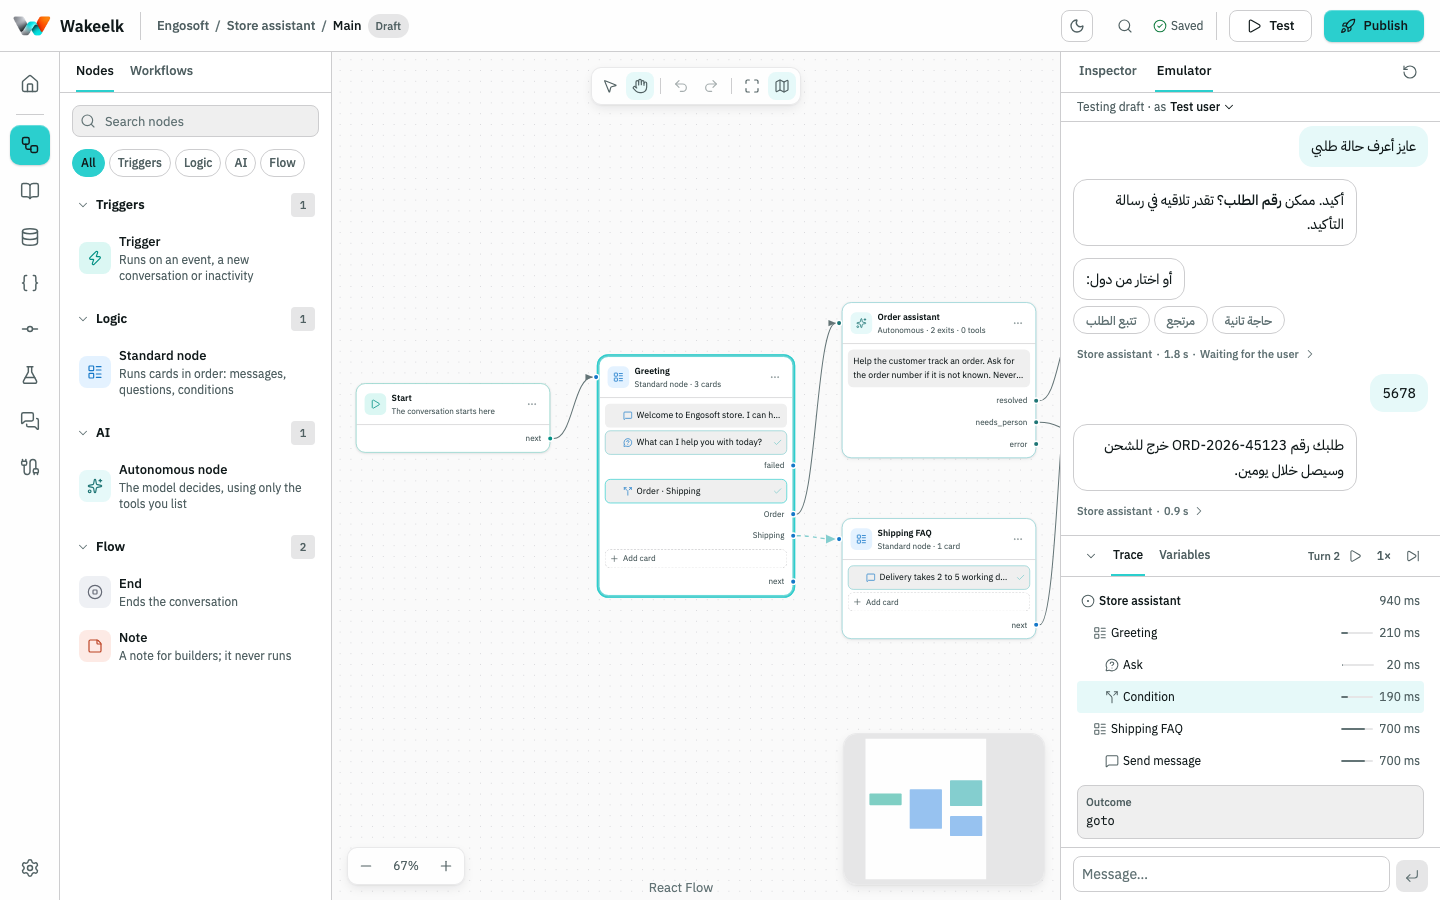 Wakeelk
Engosoft / Store assistant / Main
Draft
Saved
Test
Publish
Nodes
Workflows
Search nodes
All
Triggers
Logic
AI
Flow
Triggers
1
Trigger
Runs on an event, a new
conversation or inactivity
Logic
1
Standard node
Runs cards in order: messages,
questions, conditions
AI
1
Autonomous node
The model decides, using only the
tools you list
Flow
2
End
Ends the conversation
Note
A note for builders; it never runs
Start
The conversation starts here
next
Greeting
Standard node · 3 cards
Welcome to Engosoft store. I can h...
What can I help you with today?
failed
Order · Shipping
Order
Shipping
Add card
next
Order assistant
Autonomous · 2 exits · 0 tools
Help the customer track an order. Ask for
the order number if it is not known. Never...
resolved
needs_person
error
Shipping FAQ
Standard node · 1 card
Delivery takes 2 to 5 working d...
Add card
next
67%
React Flow
Inspector
Emulator
Testing draft · as Test user
عايز أعرف حالة طلبي
أكيد. ممكن رقم الطلب؟ تقدر تلاقيه في رسالة
التأكيد.
أو اختار من دول:
تتبع الطلب
مرتجع
حاجة تانية
Store assistant · 1.8 s · Waiting for the user
5678
طلبك رقم ORD-2026-45123 خرج للشحن
وسيصل خلال يومين.
Store assistant · 0.9 s
Trace
Variables
Turn 2
1×
Store assistant
940 ms
Greeting
210 ms
Ask
20 ms
Condition
190 ms
Shipping FAQ
700 ms
Send message
700 ms
Outcome
goto
Message...